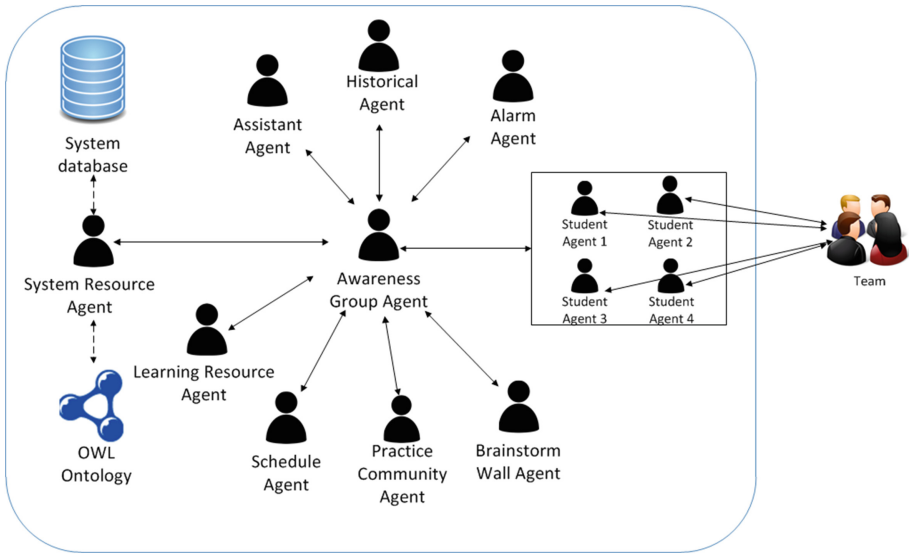 Historical
Agent
Assistant
Agent
Alarm
Agent
System
database
Student
Agent 1
Student
Agent 2
Student
Agent 3
Student
Agent 4
Team
System Resource
Agent
Awareness
Group Agent
Learning Resource
Agent
OWL
Ontology
Schedule
Agent
Practice
Community
Agent
Brainstorm
Wall Agent